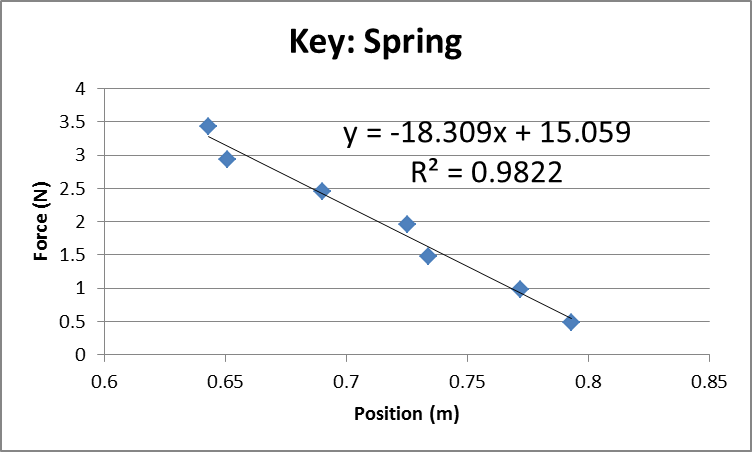 Key: Spring
4
3.5
3
2.5
2
1.5
1
0.5
0
y = -18.309x + 15.059
R² = 0.9822
Force (N)
0.6 0.65 0.7 0.75 0.8 0.85
Position (m)